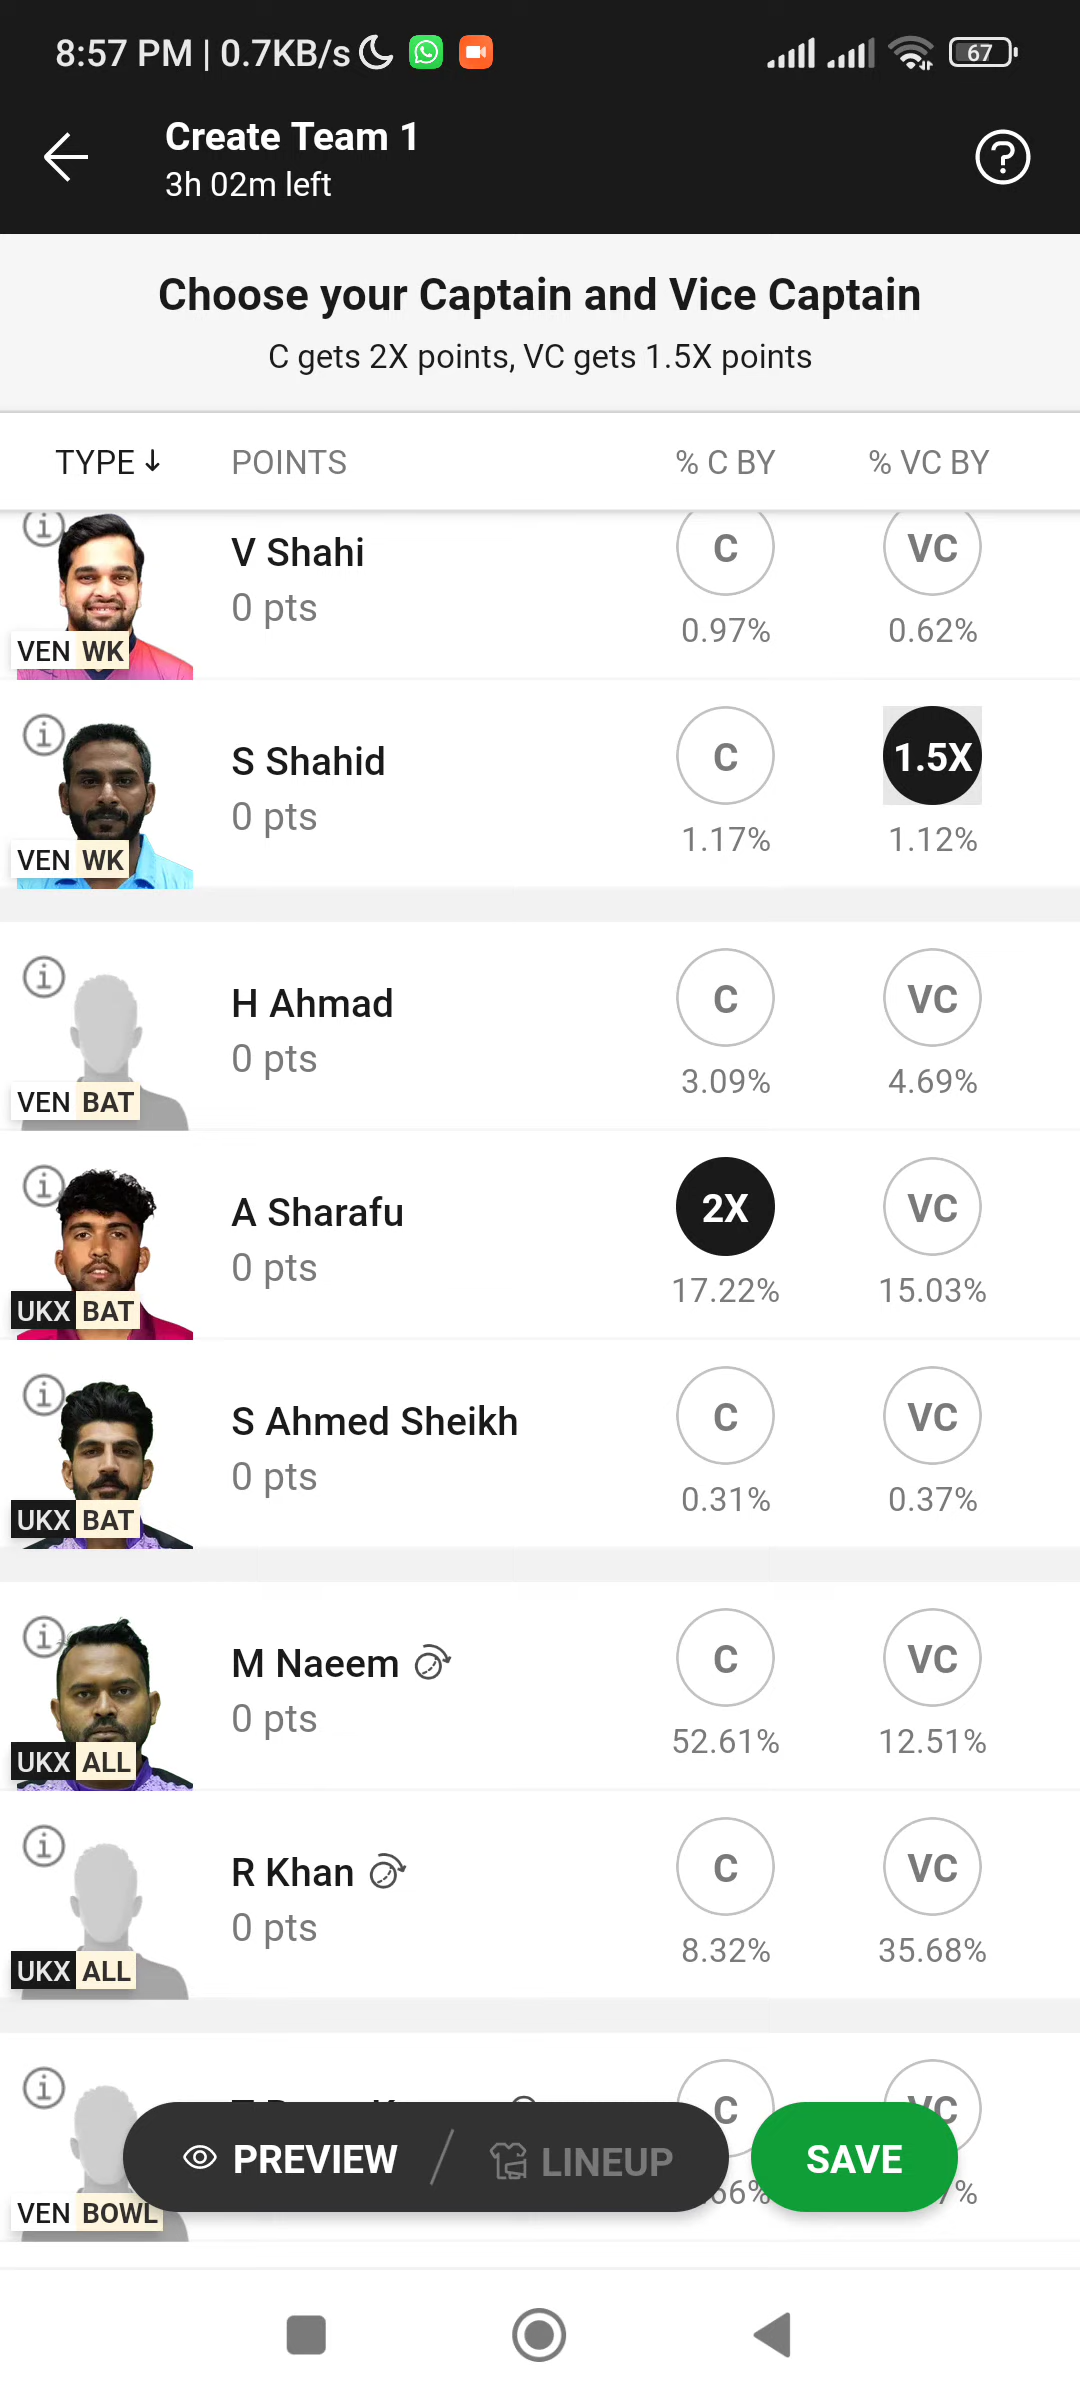 8:57 PM | 0.7KB/s
67
Create Team 1
3h 02m left
Choose your Captain and Vice Captain
C gets 2X points, VC gets 1.5X points
TYPE ↓ POINTS % C BY % VC BY
V Shahi
0 pts
VEN WK
C
0.97%
VC
0.62%
S Shahid
0 pts
VEN WK
C
1.17%
1.5X
1.12%
H Ahmad
0 pts
VEN BAT
C
3.09%
VC
4.69%
A Sharafu
0 pts
UKX BAT
2X
17.22%
VC
15.03%
S Ahmed Sheikh
0 pts
UKX BAT
C
0.31%
VC
0.37%
M Naeem
0 pts
UKX ALL
C
52.61%
VC
12.51%
R Khan
0 pts
UKX ALL
C
8.32%
VC
35.68%
VEN BOWL
C
VC
PREVIEW
LINEUP
SAVE